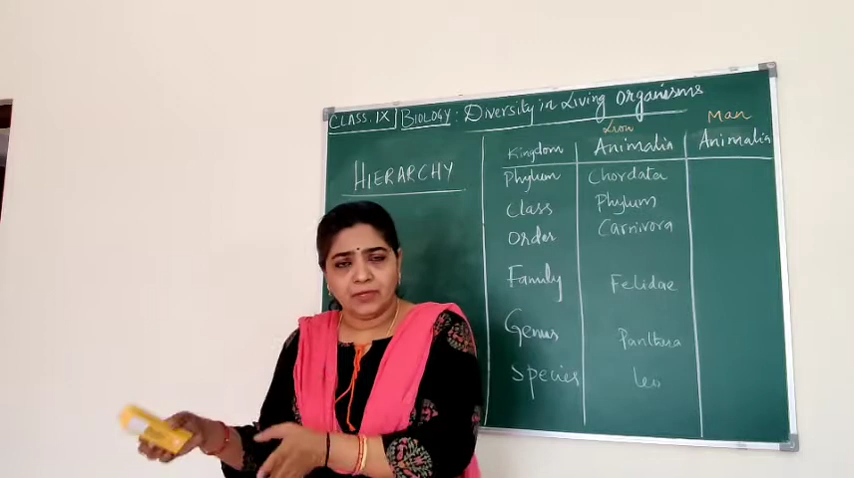 CLASS: IX] BIOLOGY: Diversity in Living Organisms
HIERARCHY
Lion Man
Kingdom Animalia Animalia
Phylum Chordata
Class Phylum
Order Carnivora
Family Felidae
Genus Panthera
Species leo